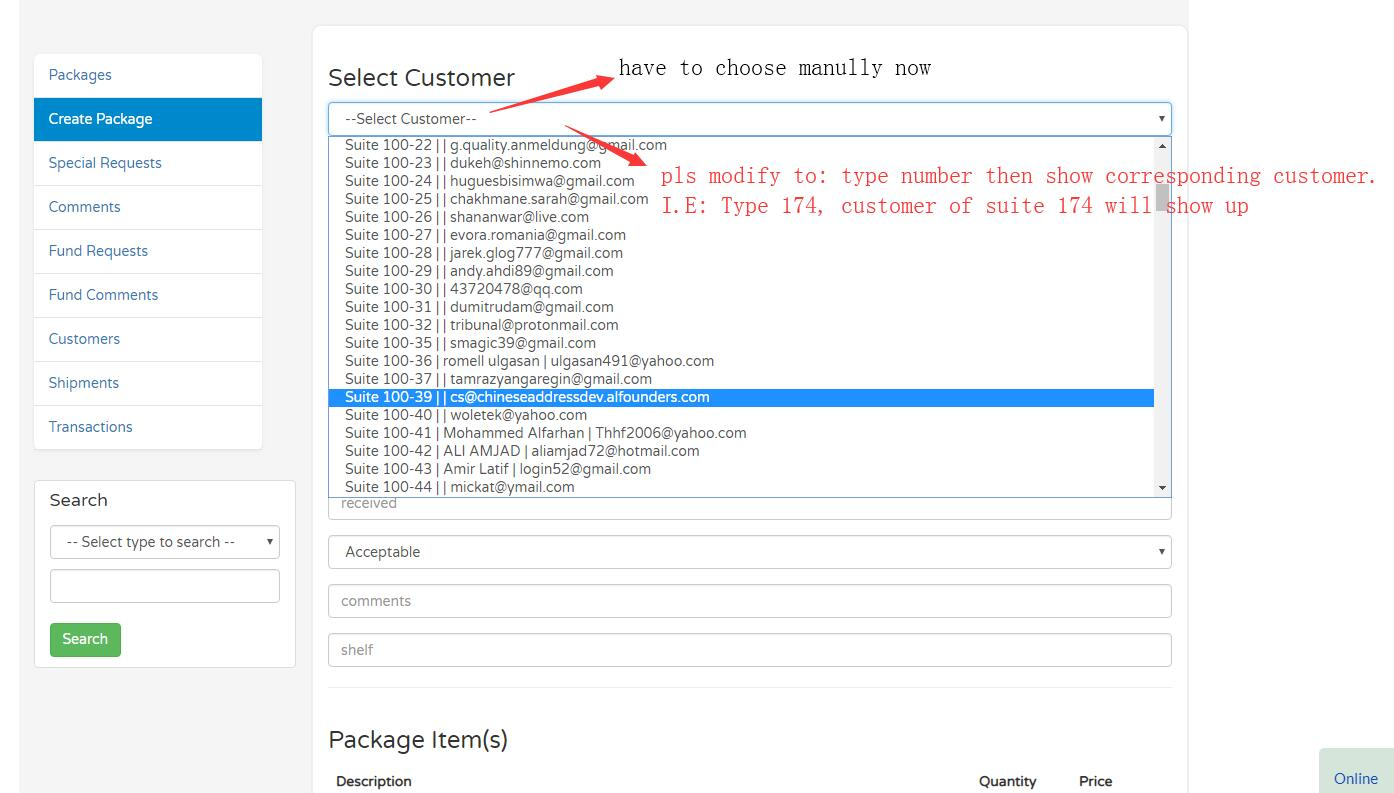 Packages
Create Package
Special Requests
Comments
Fund Requests
Fund Comments
Customers
Shipments
Transactions
Search
-- Select type to search --
Search
Select Customer
have to choose manully now
--Select Customer--
pls modify to: type number then show corresponding customer.
I.E: Type 174, customer of suite 174 will show up
Suite 100-22 | | g.quality.anmeldung@gmail.com
Suite 100-23 | | dukeh@shinnemo.com
Suite 100-24 | | huguesbisimwa@gmail.com
Suite 100-25 | | chakhmane.sarah@gmail.com
Suite 100-26 | | shananwar@live.com
Suite 100-27 | | evora.romania@gmail.com
Suite 100-28 | | jarek.glog777@gmail.com
Suite 100-29 | | andy.ahdi89@gmail.com
Suite 100-30 | | 43720478@qq.com
Suite 100-31 | | dumitrudam@gmail.com
Suite 100-32 | | tribunal@protonmail.com
Suite 100-35 | | smagic39@gmail.com
Suite 100-36 | romell ulgasan | ulgasan491@yahoo.com
Suite 100-37 | | tamrazyangaregin@gmail.com
Suite 100-39 | | cs@chineseaddressdev.alfounders.com
Suite 100-40 | | woletek@yahoo.com
Suite 100-41 | Mohammed Alfarhan | Thhf2006@yahoo.com
Suite 100-42 | ALI AMJAD | aliamjad72@hotmail.com
Suite 100-43 | Amir Latif | login52@gmail.com
Suite 100-44 | | mickat@ymail.com
received
Acceptable
comments
shelf
Package Item(s)
Description Quantity Price
Online